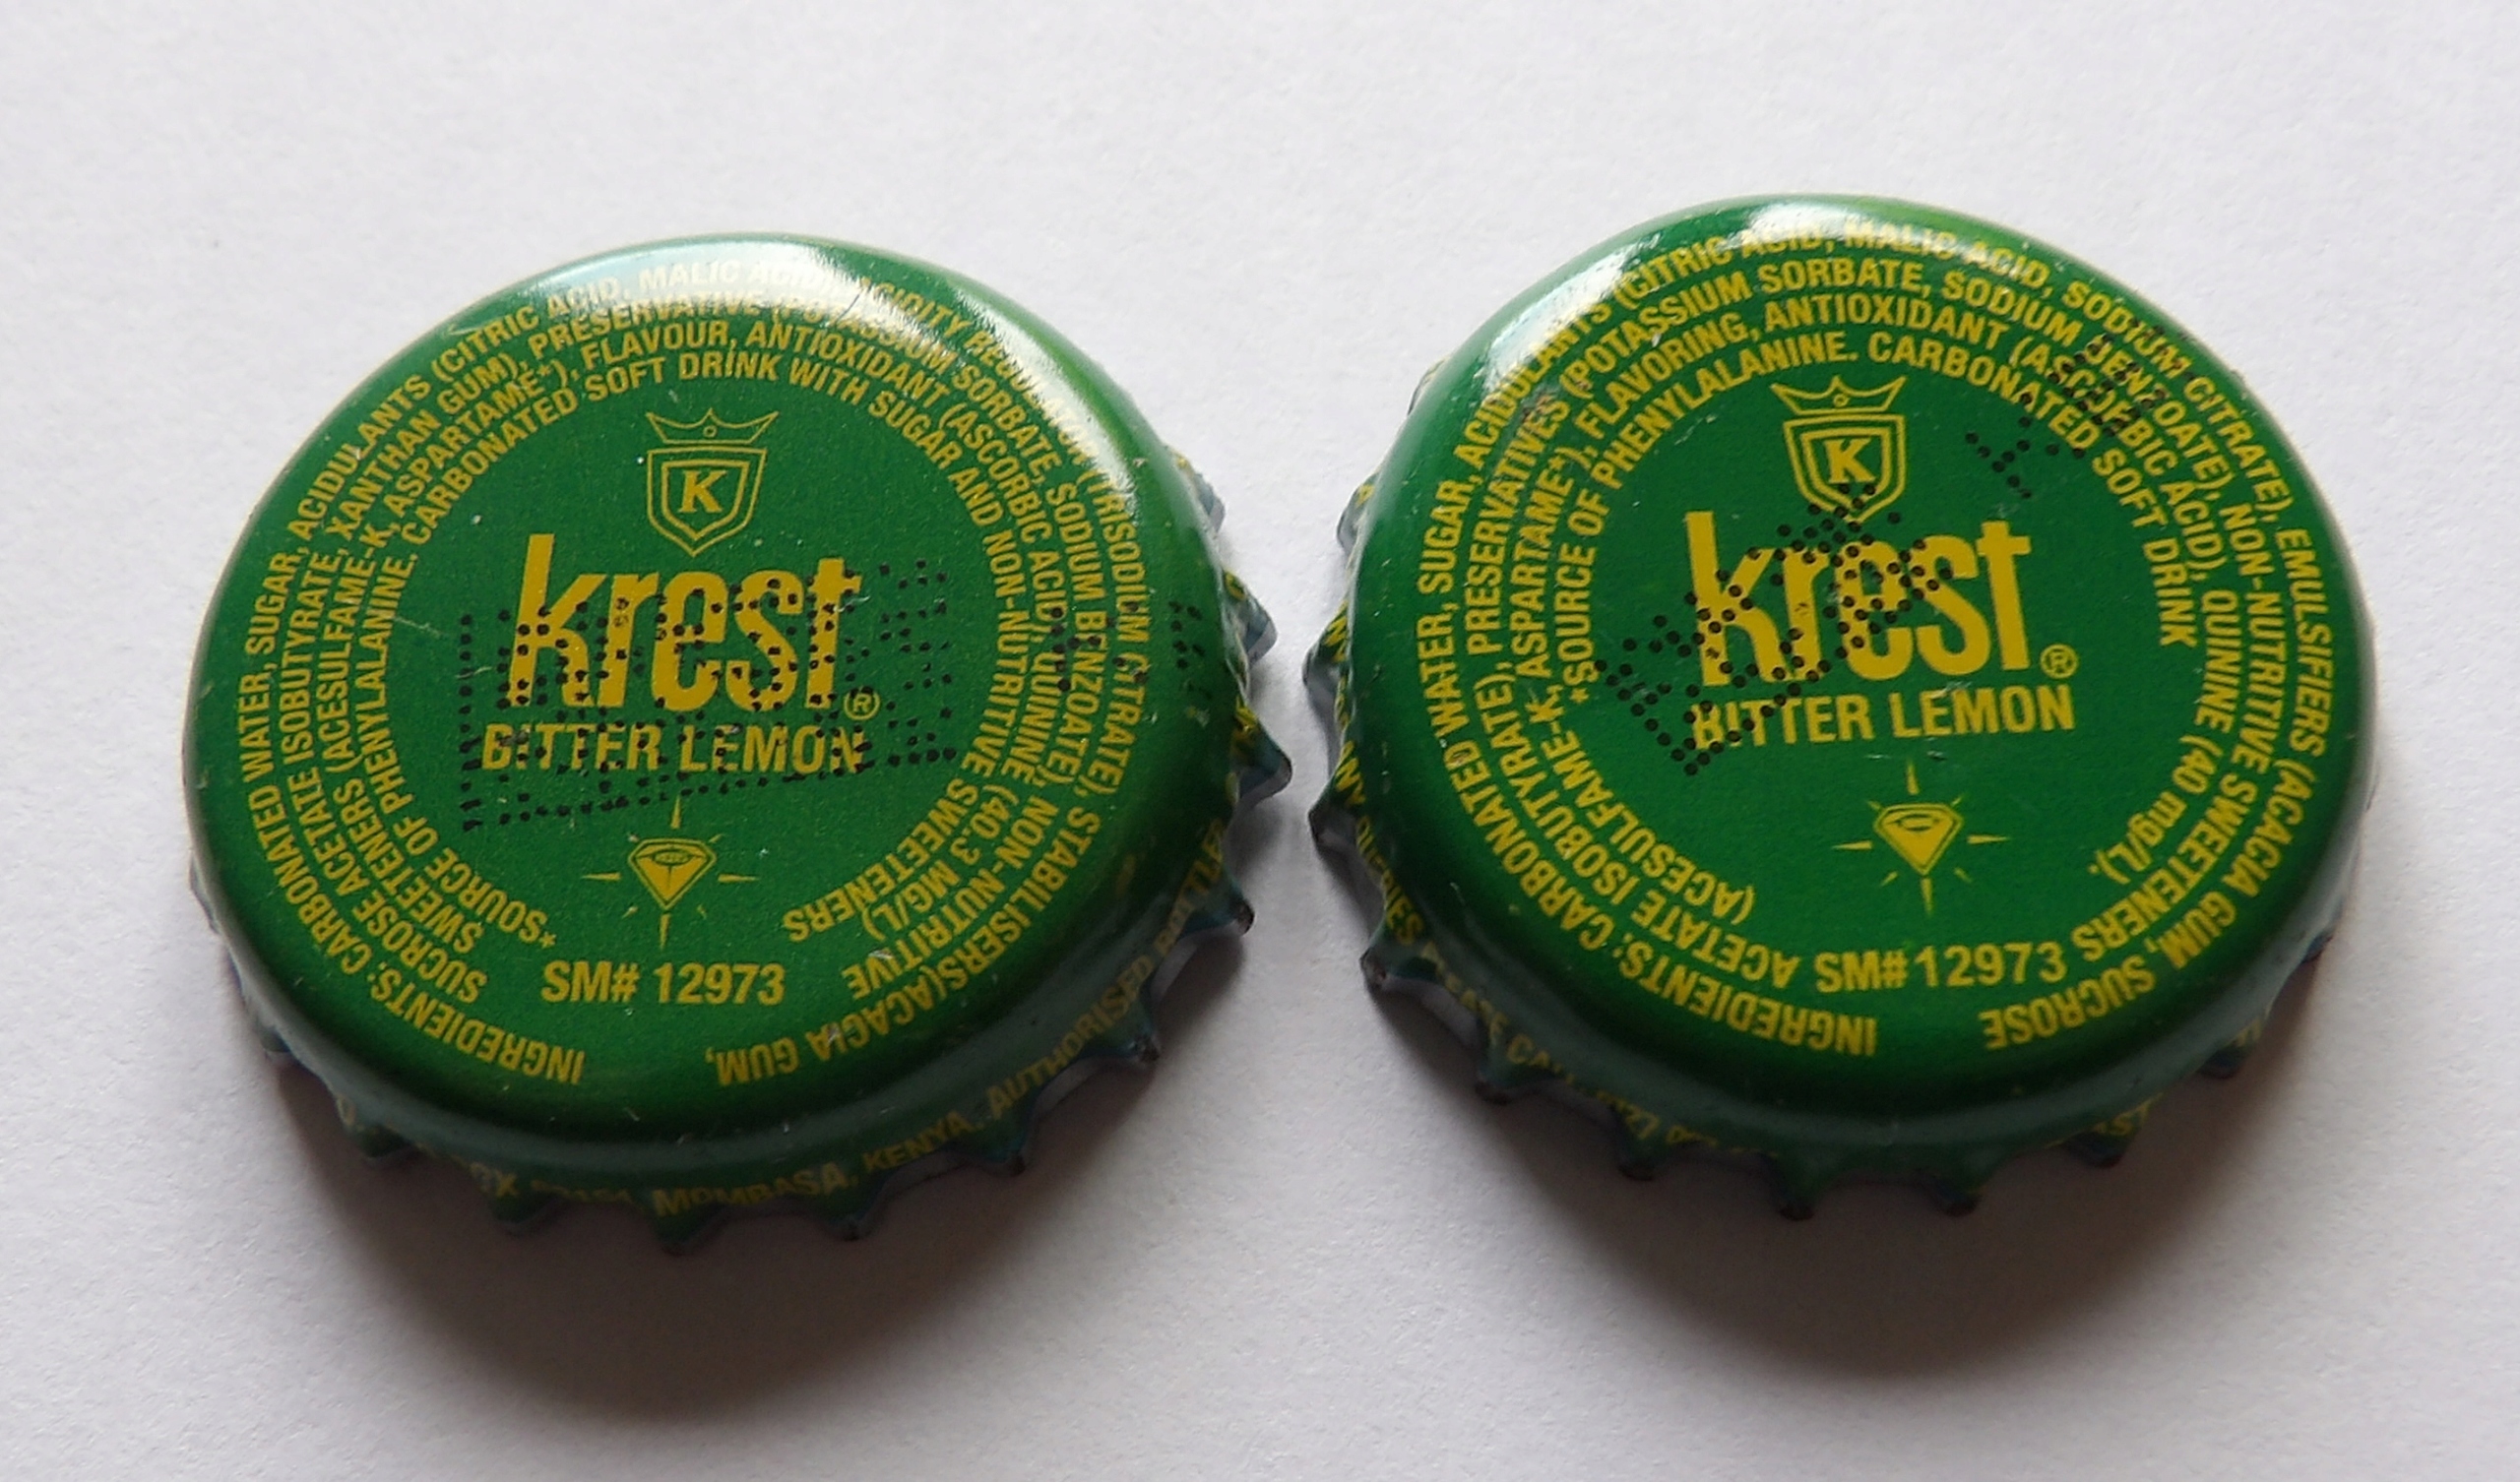 INGREDIENTS: CARBONATED WATER, SUGAR, ACIDULANTS (CITRIC ACID, MALIC ACID, ACIDITY REGULATOR (TRISODIUM CITRATE), STABILISERS(ACACIA GUM,
SUCROSE ACETATE ISOBUTYRATE, XANTHAN GUM), PRESERVATIVE (POTASSIUM SORBATE, SODIUM BENZOATE), NON-NUTRITIVE
SWEETENERS (ACESULFAME-K, ASPARTAME*), FLAVOUR, ANTIOXIDANT (ASCORBIC ACID), QUININE (40.3 MG/L)
*SOURCE OF PHENYLALANINE. CARBONATED SOFT DRINK WITH SUGAR AND NON-NUTRITIVE SWEETENERS
K
krest®
BITTER LEMON
SM# 12973
MOMBASA, KENYA, AUTHORISED BOTTLER
INGREDIENTS: CARBONATED WATER, SUGAR, ACIDULANTS (CITRIC ACID, MALIC ACID, SODIUM CITRATE), EMULSIFIERS (ACACIA GUM, SUCROSE
ACETATE ISOBUTYRATE), PRESERVATIVES (POTASSIUM SORBATE, SODIUM BENZOATE), NON-NUTRITIVE SWEETENERS
(ACESULFAME-K, ASPARTAME*), FLAVORING, ANTIOXIDANT (ASCORBIC ACID), QUININE (40 mg/L).
*SOURCE OF PHENYLALANINE. CARBONATED SOFT DRINK
K
krest®
BITTER LEMON
SM# 12973